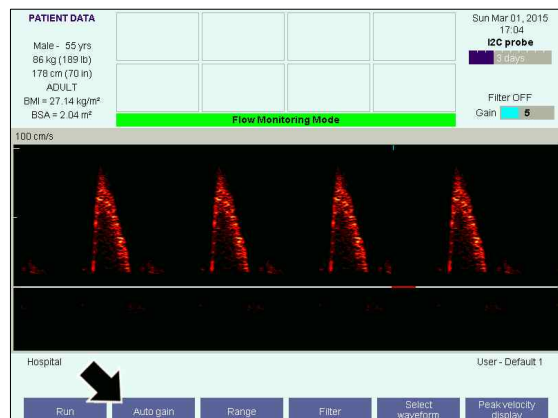 PATIENT DATA
Male - 55 yrs
86 kg (189 lb)
178 cm (70 in)
ADULT
BMI = 27.14 kg/m²
BSA = 2.04 m²
Sun Mar 01, 2015
17:04
I2C probe
3 days
Filter OFF
Gain 5
Flow Monitoring Mode
100 cm/s
Hospital
User - Default 1
Run
Auto gain
Range
Filter
Select waveform
Peak velocity display